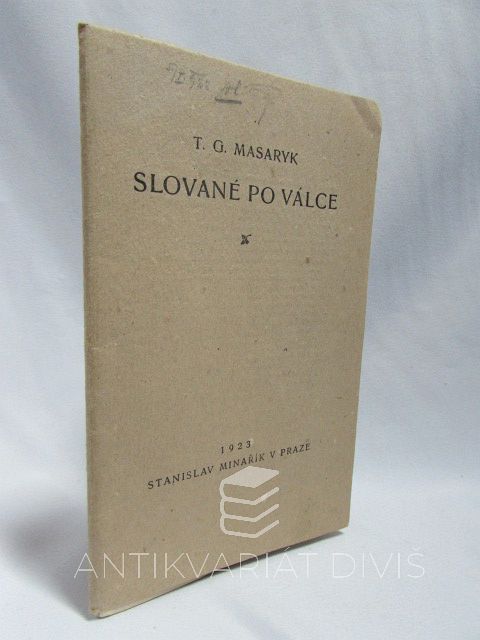 T. G. MASARYK
SLOVANÉ PO VÁLCE
1923
STANISLAV MINAŘÍK V PRAZE
ANTIKVARIÁT DIVIŠ